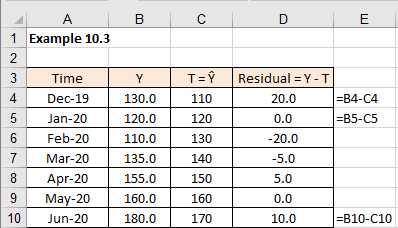 A B C D E
1 Example 10.3
2
3 Time Y T = Ŷ Residual = Y - T
4 Dec-19 130.0 110 20.0 =B4-C4
5 Jan-20 120.0 120 0.0 =B5-C5
6 Feb-20 110.0 130 -20.0
7 Mar-20 135.0 140 -5.0
8 Apr-20 155.0 150 5.0
9 May-20 160.0 160 0.0
10 Jun-20 180.0 170 10.0 =B10-C10